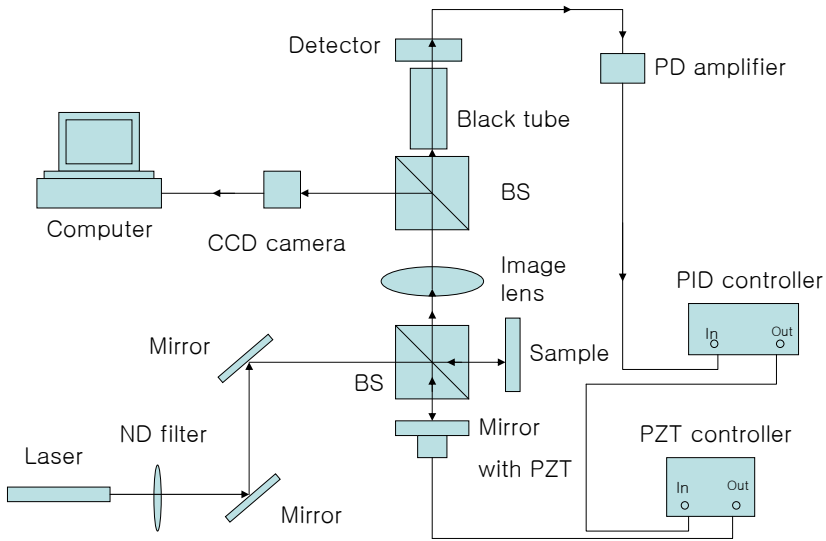 Detector
PD amplifier
Black tube
BS
Computer
CCD camera
Image
lens
PID controller
In
Out
Mirror
Sample
BS
ND filter
Mirror
with PZT
PZT controller
Laser
In
Out
Mirror